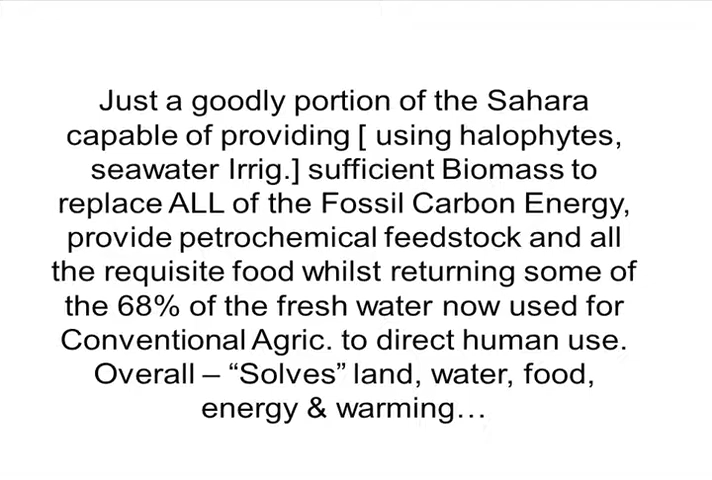 Just a goodly portion of the Sahara
capable of providing [ using halophytes,
seawater Irrig.] sufficient Biomass to
replace ALL of the Fossil Carbon Energy,
provide petrochemical feedstock and all
the requisite food whilst returning some of
the 68% of the fresh water now used for
Conventional Agric. to direct human use.
Overall – “Solves” land, water, food,
energy & warming…